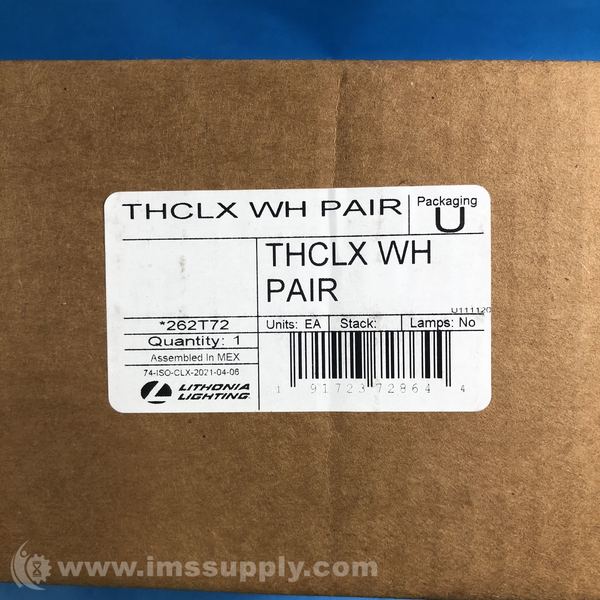 THCLX WH PAIR
Packaging
U
THCLX WH
PAIR
U111120
*262T72
Units: EA Stack: Lamps: No
Quantity: 1
Assembled In MEX
74-ISO-CLX-2021-04-06
LITHONIA
LIGHTING
1 91723 72864 4
www.imssupply.com